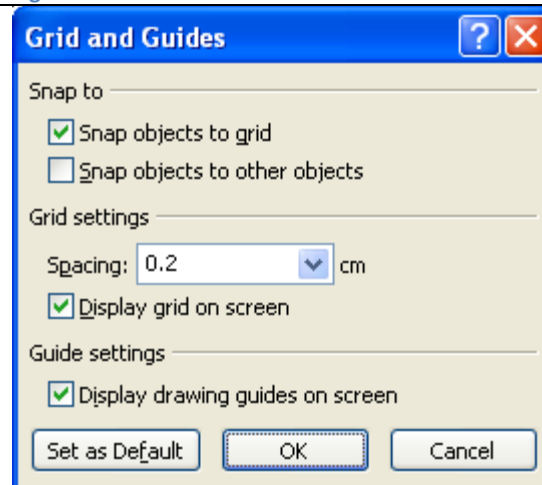 Grid and Guides
Snap to
Snap objects to grid
Snap objects to other objects
Grid settings
Spacing: 0.2 cm
Display grid on screen
Guide settings
Display drawing guides on screen
Set as Default OK Cancel